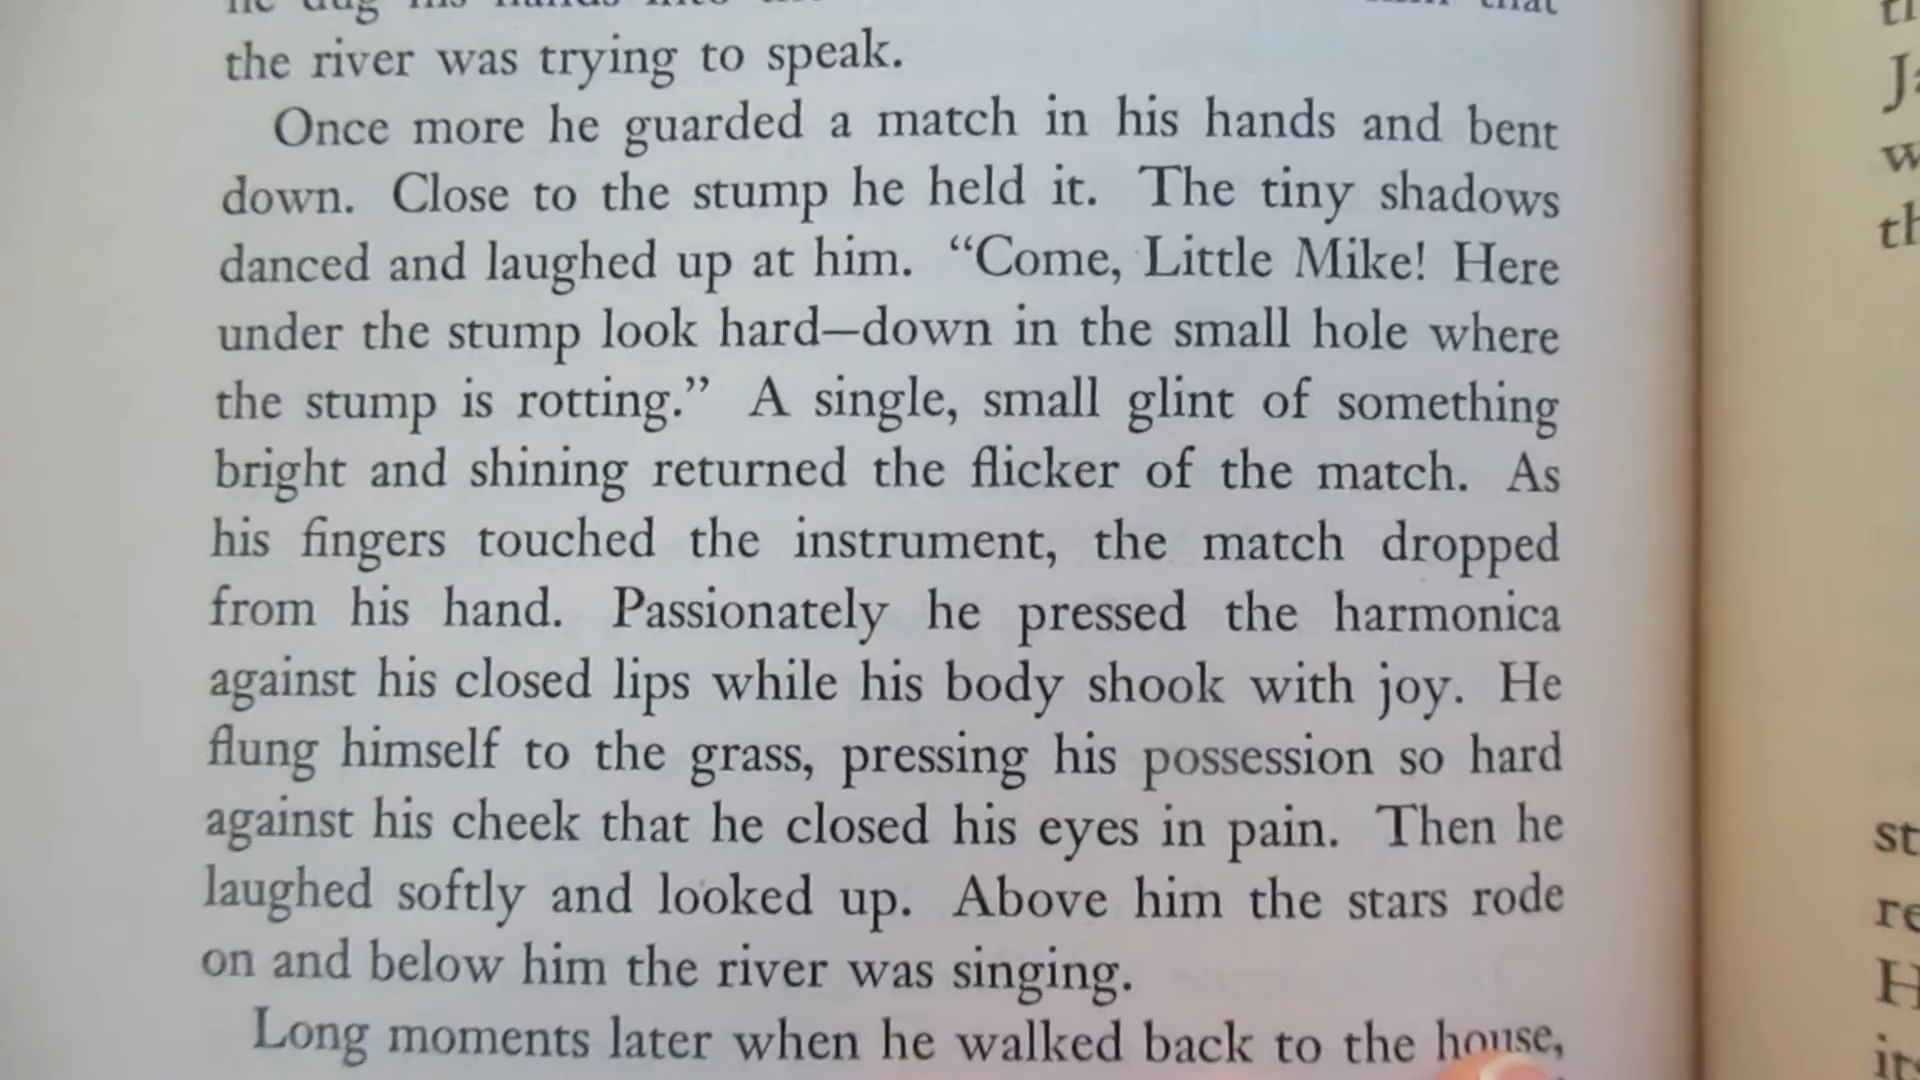 the river was trying to speak.
Once more he guarded a match in his hands and bent
down. Close to the stump he held it. The tiny shadows
danced and laughed up at him. “Come, Little Mike! Here
under the stump look hard—down in the small hole where
the stump is rotting.” A single, small glint of something
bright and shining returned the flicker of the match. As
his fingers touched the instrument, the match dropped
from his hand. Passionately he pressed the harmonica
against his closed lips while his body shook with joy. He
flung himself to the grass, pressing his possession so hard
against his cheek that he closed his eyes in pain. Then he
laughed softly and looked up. Above him the stars rode
on and below him the river was singing.
Long moments later when he walked back to the house,